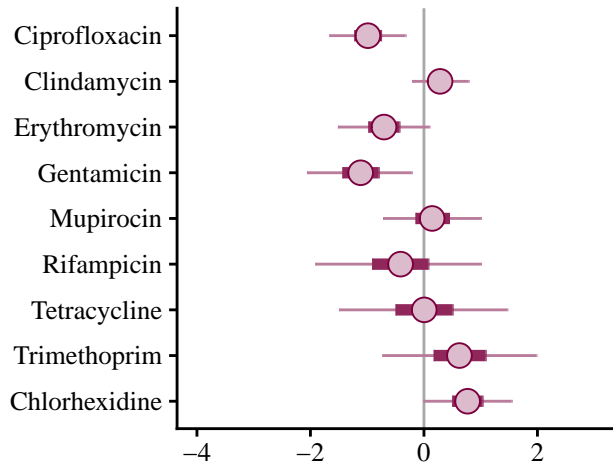 Ciprofloxacin
Clindamycin
Erythromycin
Gentamicin
Mupirocin
Rifampicin
Tetracycline
Trimethoprim
Chlorhexidine
−4 −2 0 2